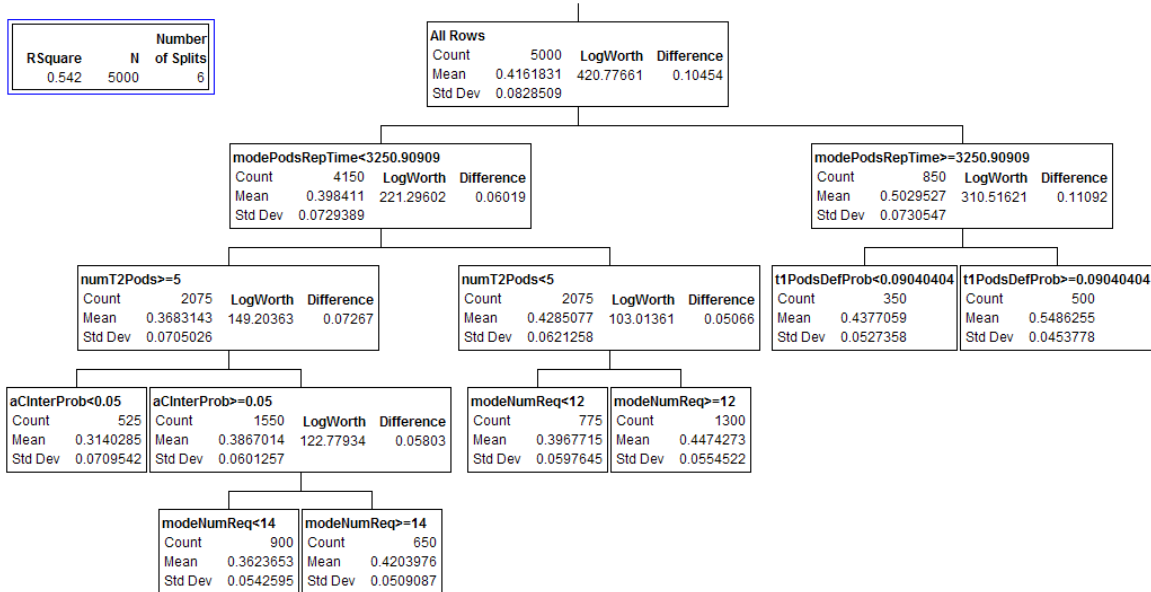 Number
RSquare N of Splits
0.542 5000 6
All Rows
Count 5000 LogWorth Difference
Mean 0.4161831 420.77661 0.10454
Std Dev 0.0828509
modePodsRepTime<3250.90909
Count 4150 LogWorth Difference
Mean 0.398411 221.29602 0.06019
Std Dev 0.0729389
modePodsRepTime>=3250.90909
Count 850 LogWorth Difference
Mean 0.5029527 310.51621 0.11092
Std Dev 0.0730547
numT2Pods>=5
Count 2075 LogWorth Difference
Mean 0.3683143 149.20363 0.07267
Std Dev 0.0705026
numT2Pods<5
Count 2075 LogWorth Difference
Mean 0.4285077 103.01361 0.05066
Std Dev 0.0621258
t1PodsDefProb<0.09040404
Count 350
Mean 0.4377059
Std Dev 0.0527358
t1PodsDefProb>=0.09040404
Count 500
Mean 0.5486255
Std Dev 0.0453778
aCInterProb<0.05
Count 525
Mean 0.3140285
Std Dev 0.0709542
aCInterProb>=0.05
Count 1550 LogWorth Difference
Mean 0.3867014 122.77934 0.05803
Std Dev 0.0601257
modeNumReq<12
Count 775
Mean 0.3967715
Std Dev 0.0597645
modeNumReq>=12
Count 1300
Mean 0.4474273
Std Dev 0.0554522
modeNumReq<14
Count 900
Mean 0.3623653
Std Dev 0.0542595
modeNumReq>=14
Count 650
Mean 0.4203976
Std Dev 0.0509087